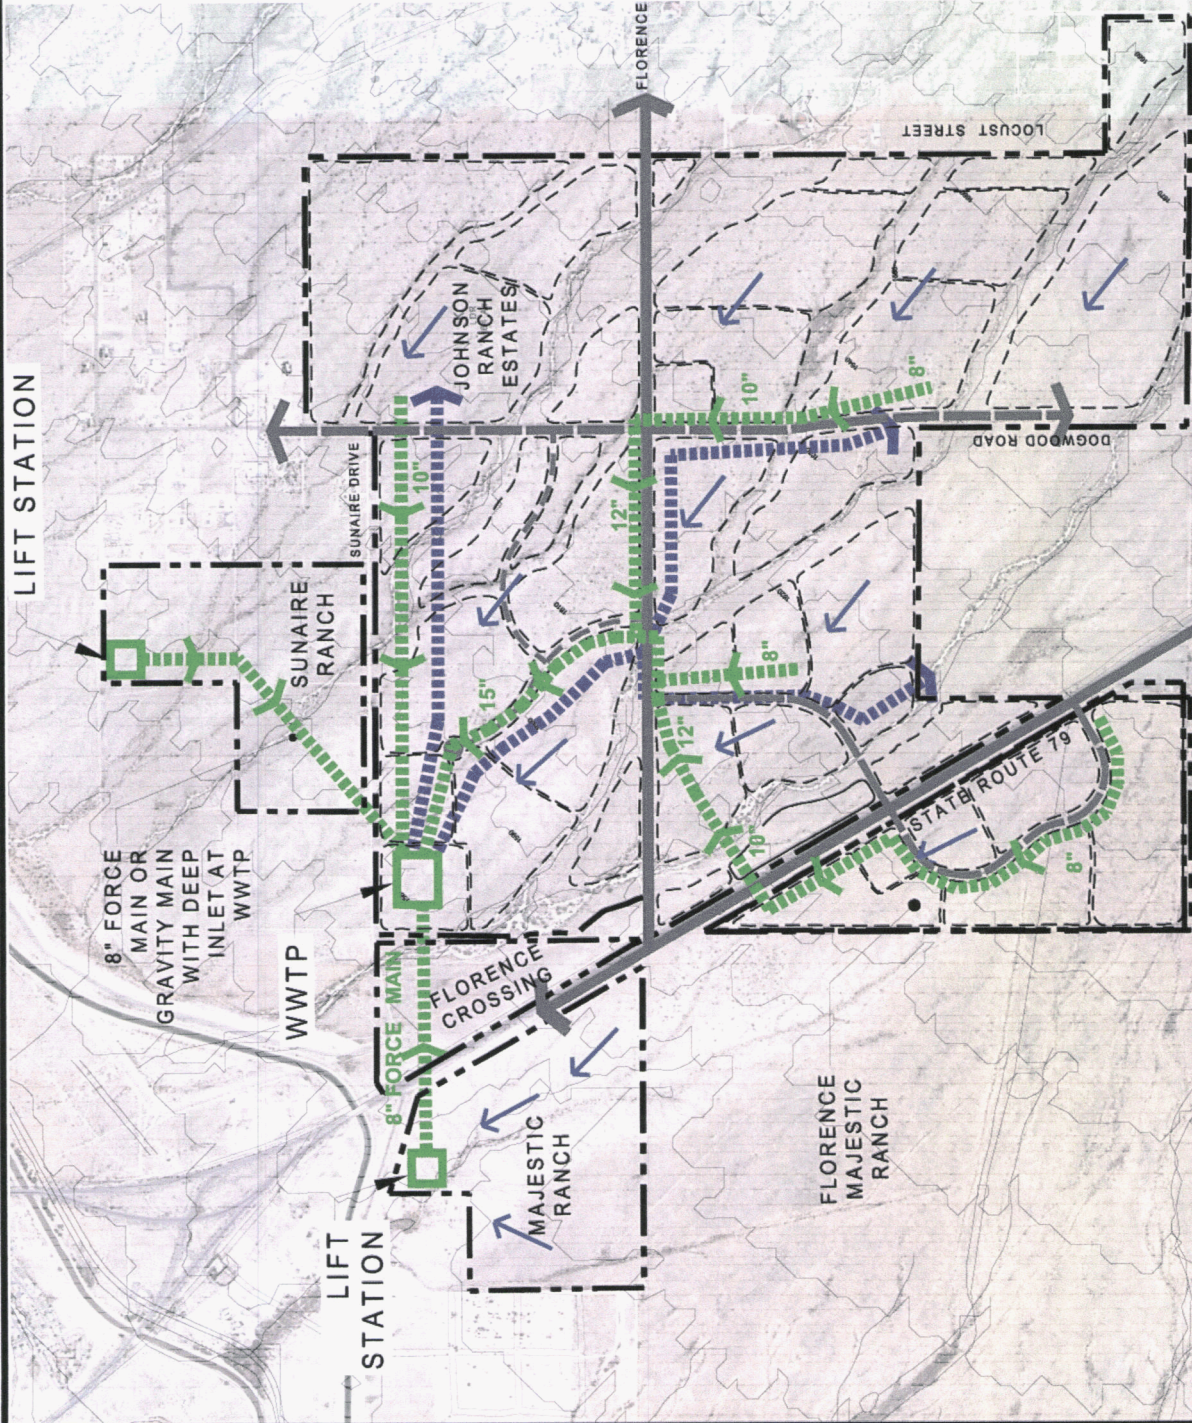 LIFT STATION
FLORENCE
LOCUST STREET
JOHNSON
RANCH
ESTATES
SUNAIRE DRIVE
10"
SUNAIRE
RANCH
DOGWOOD ROAD
10"
8"
12"
15"
8"
12"
10"
STATE ROUTE 79
8"
8" FORCE
MAIN OR
GRAVITY MAIN
WITH DEEP
INLET AT
WWTP
WWTP
8" FORCE MAIN
FLORENCE
CROSSING
LIFT
STATION
MAJESTIC
RANCH
FLORENCE
MAJESTIC
RANCH